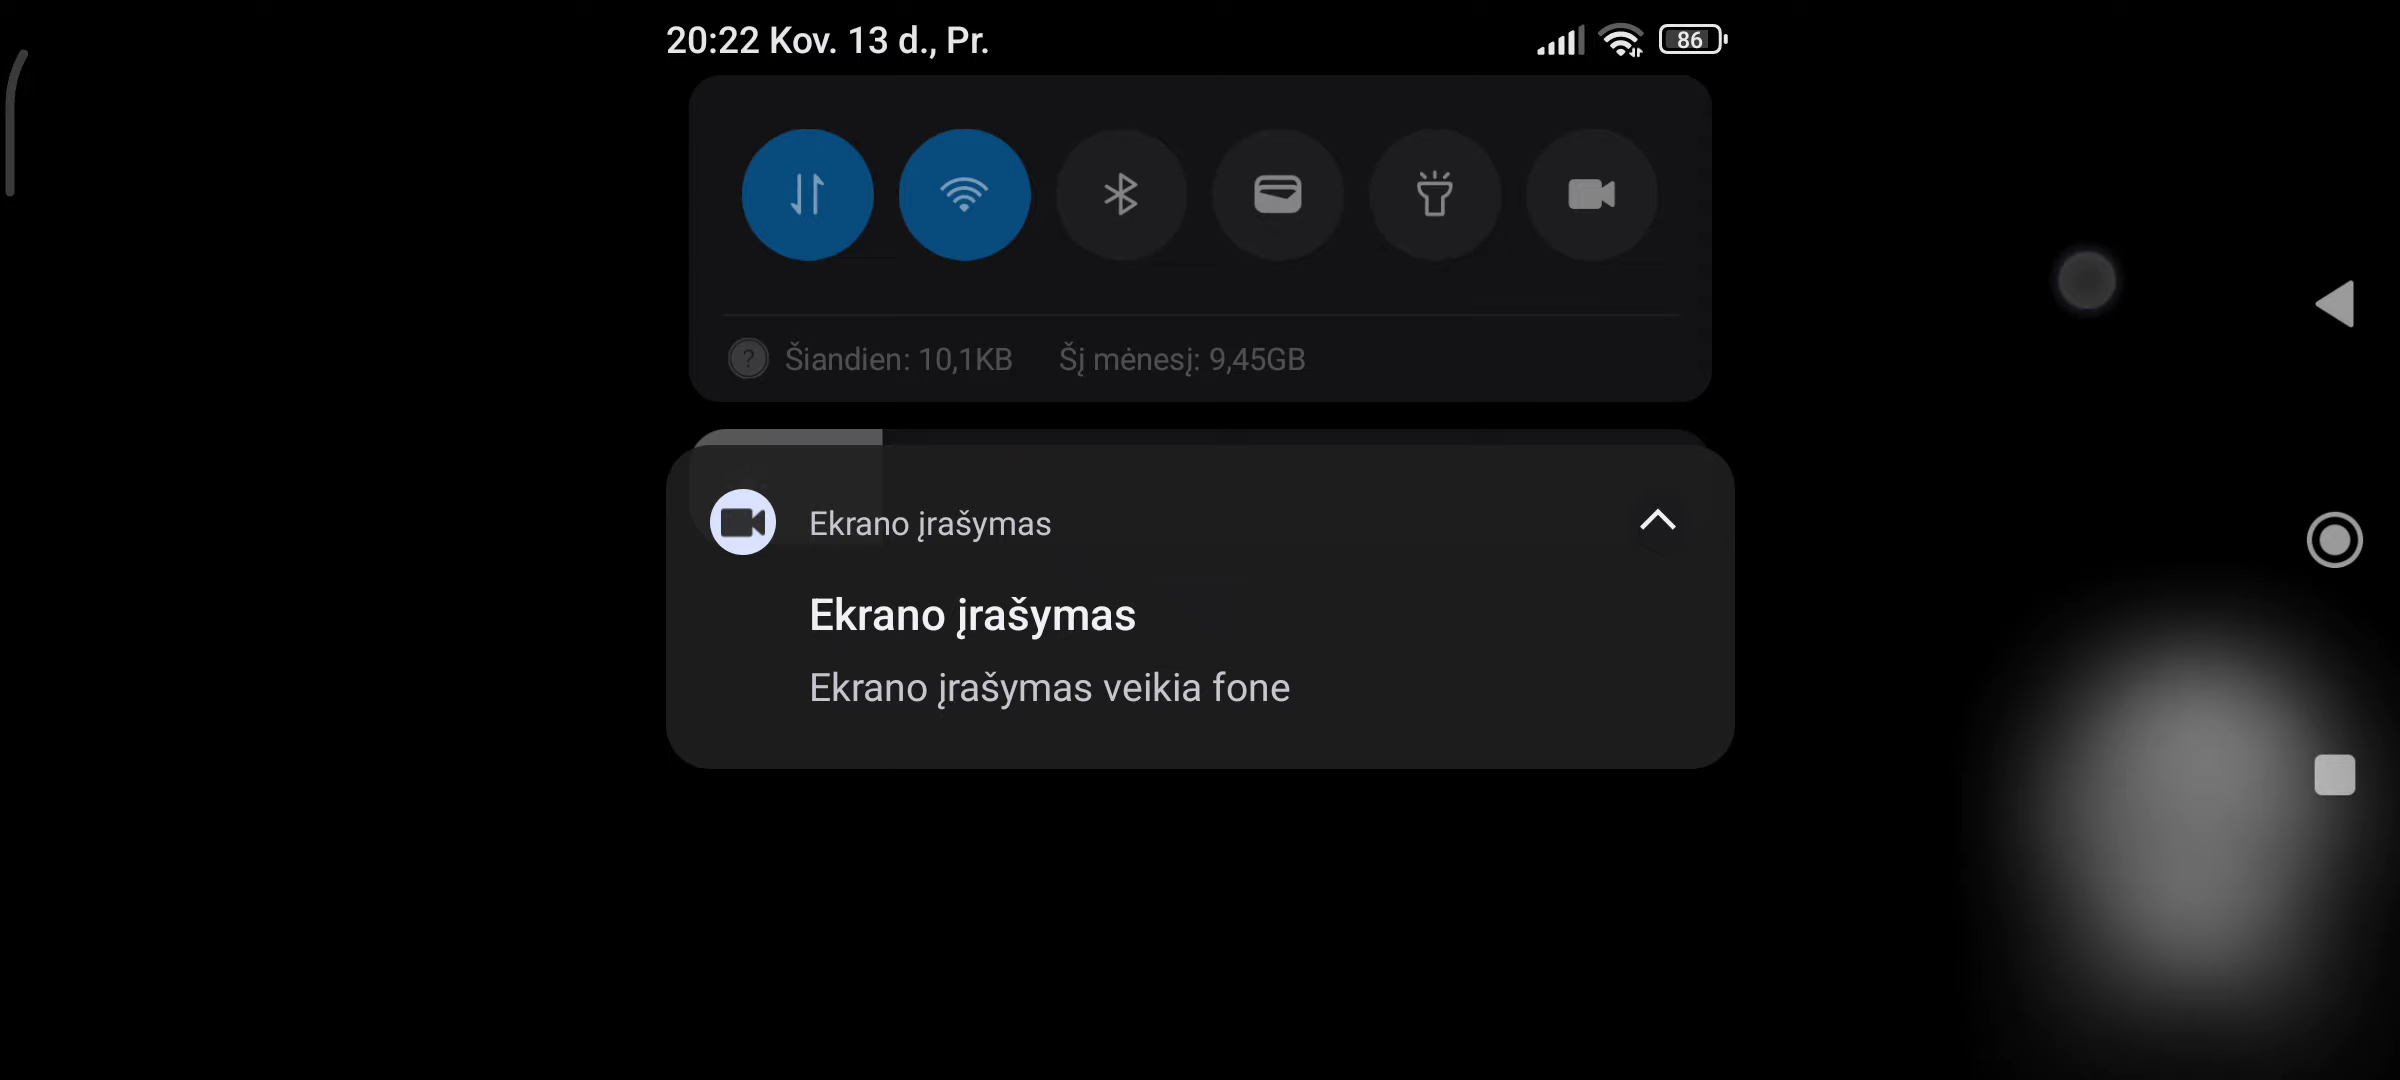 20:22 Kov. 13 d., Pr.
86
? Šiandien: 10,1KB Šį mėnesį: 9,45GB
Ekrano įrašymas
Ekrano įrašymas
Ekrano įrašymas veikia fone